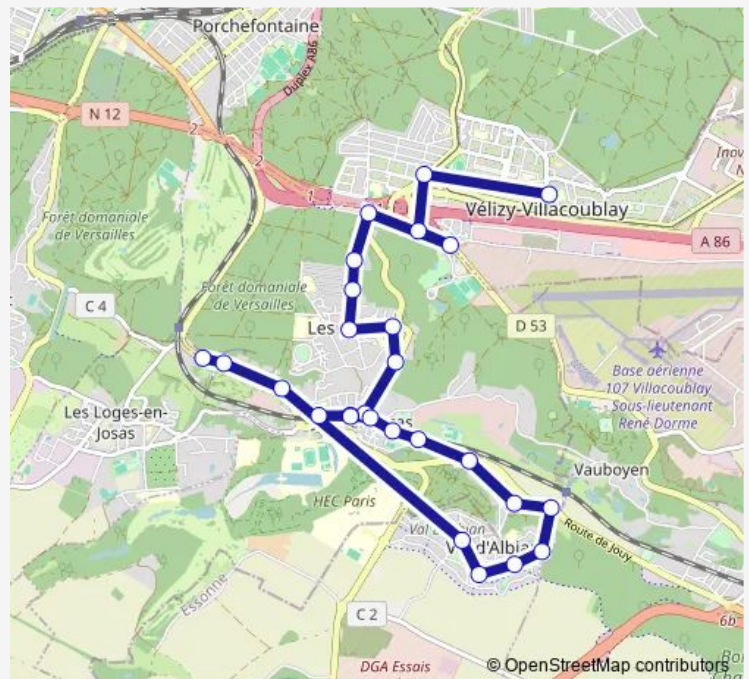 Porchefontaine
Duplex A86
N 12
2
2
1
Inov
N
Vélizy-Villacoublay
A 86
Forêt domaniale
de Versailles
Forêt domaniale
de Versailles
C 4
Les
D 53
Base aérienne
107 Villacoublay
Sous-lieutenant
René Dorme
Les Loges-en-
Josas
as
Vauboyen
HEC Paris
Val d'Albia
Route de Jouy
Essonne
C 2
6b
DGA Essais
© OpenStreetMap contributors